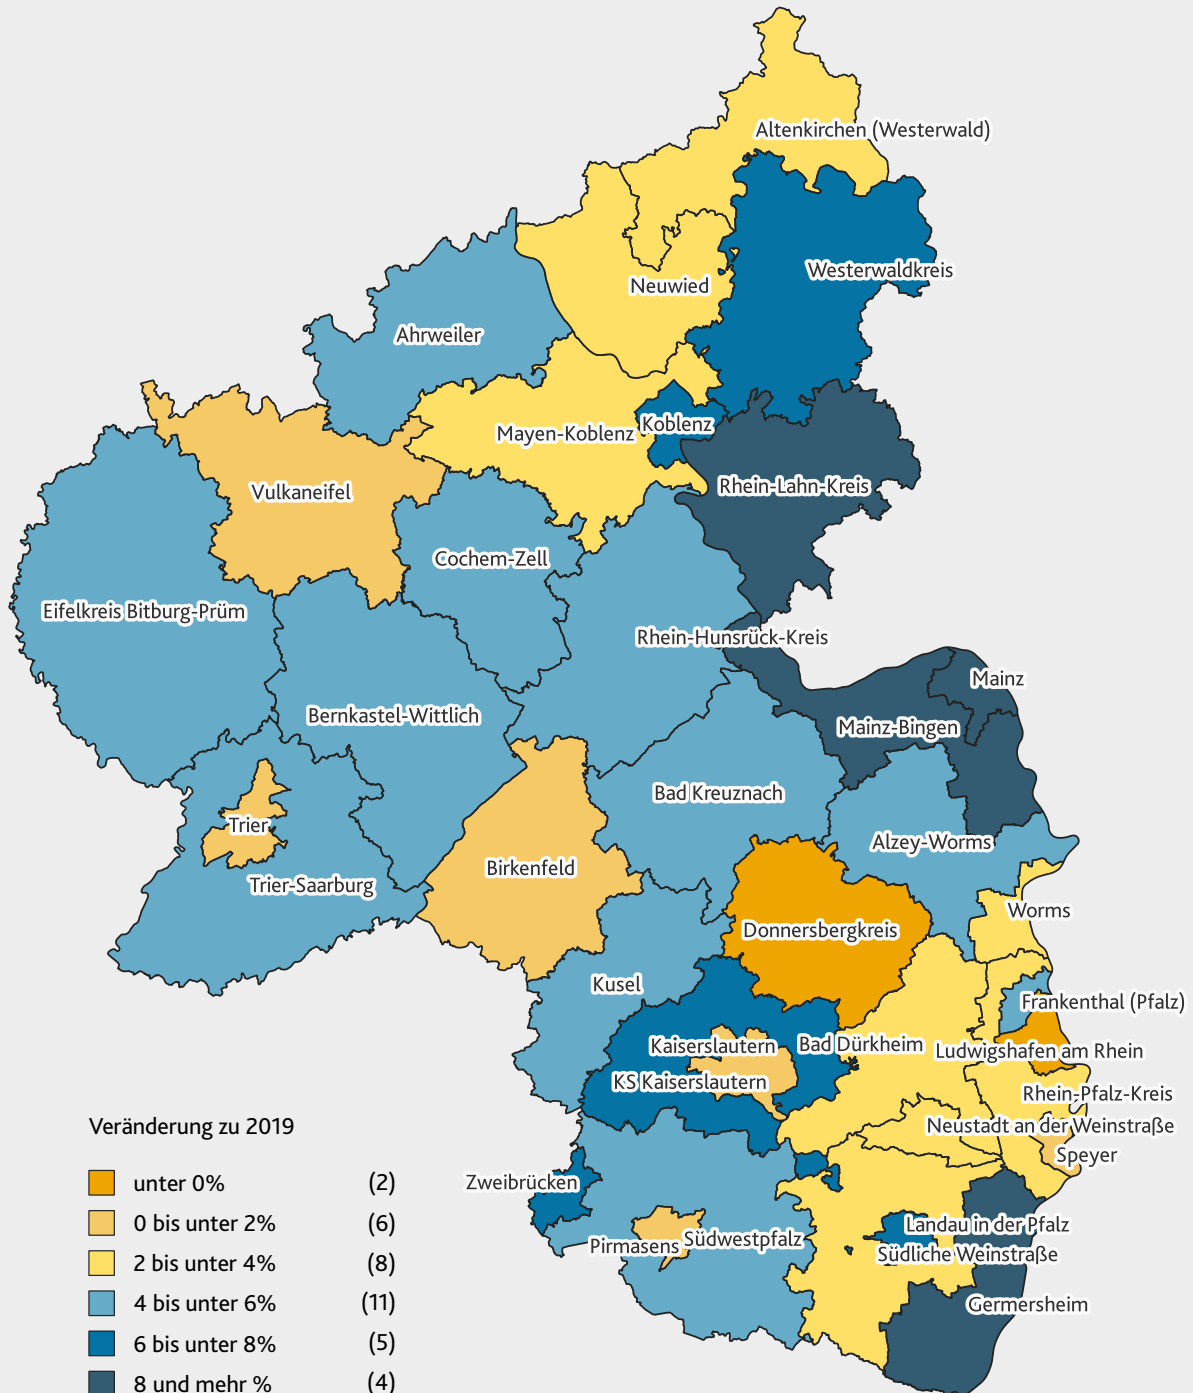 Altenkirchen (Westerwald)
Westerwaldkreis
Neuwied
Ahrweiler
Koblenz
Mayen-Koblenz
Rhein-Lahn-Kreis
Vulkaneifel
Cochem-Zell
Eifelkreis Bitburg-Prüm
Rhein-Hunsrück-Kreis
Mainz
Bernkastel-Wittlich
Mainz-Bingen
Bad Kreuznach
Trier
Alzey-Worms
Birkenfeld
Trier-Saarburg
Worms
Donnersbergkreis
Kusel
Frankenthal (Pfalz)
Kaiserslautern
Bad Dürkheim
Ludwigshafen am Rhein
KS Kaiserslautern
Rhein-Pfalz-Kreis
Neustadt an der Weinstraße
Speyer
Zweibrücken
Landau in der Pfalz
Pirmasens
Südwestpfalz
Südliche Weinstraße
Germersheim
Veränderung zu 2019
unter 0% (2)
0 bis unter 2% (6)
2 bis unter 4% (8)
4 bis unter 6% (11)
6 bis unter 8% (5)
8 und mehr % (4)